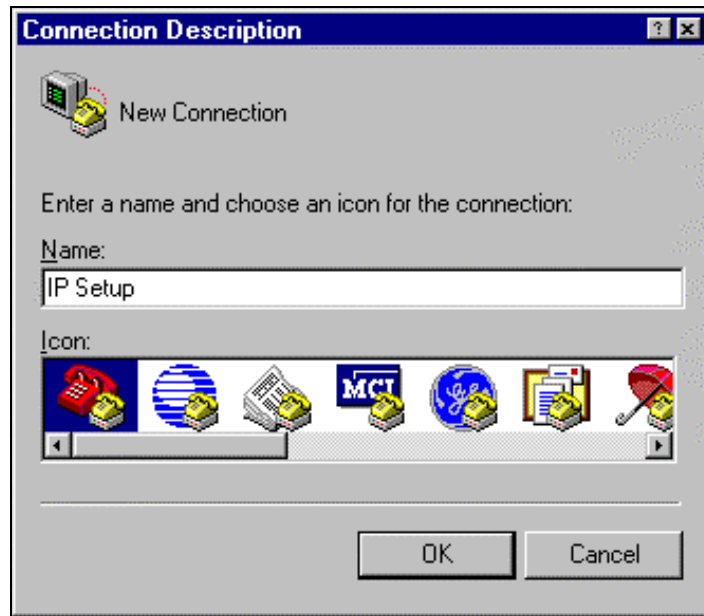 Connection Description
New Connection
Enter a name and choose an icon for the connection:
Name:
IP Setup
Icon:
MCI
OK Cancel